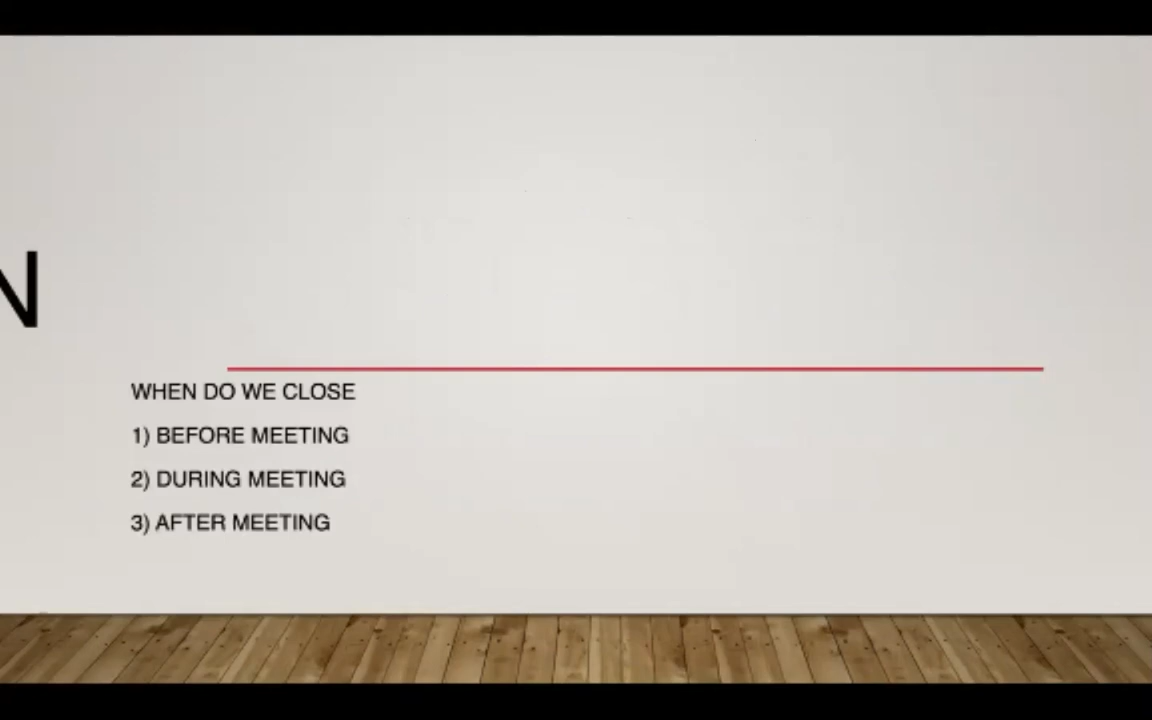 N
WHEN DO WE CLOSE
1) BEFORE MEETING
2) DURING MEETING
3) AFTER MEETING